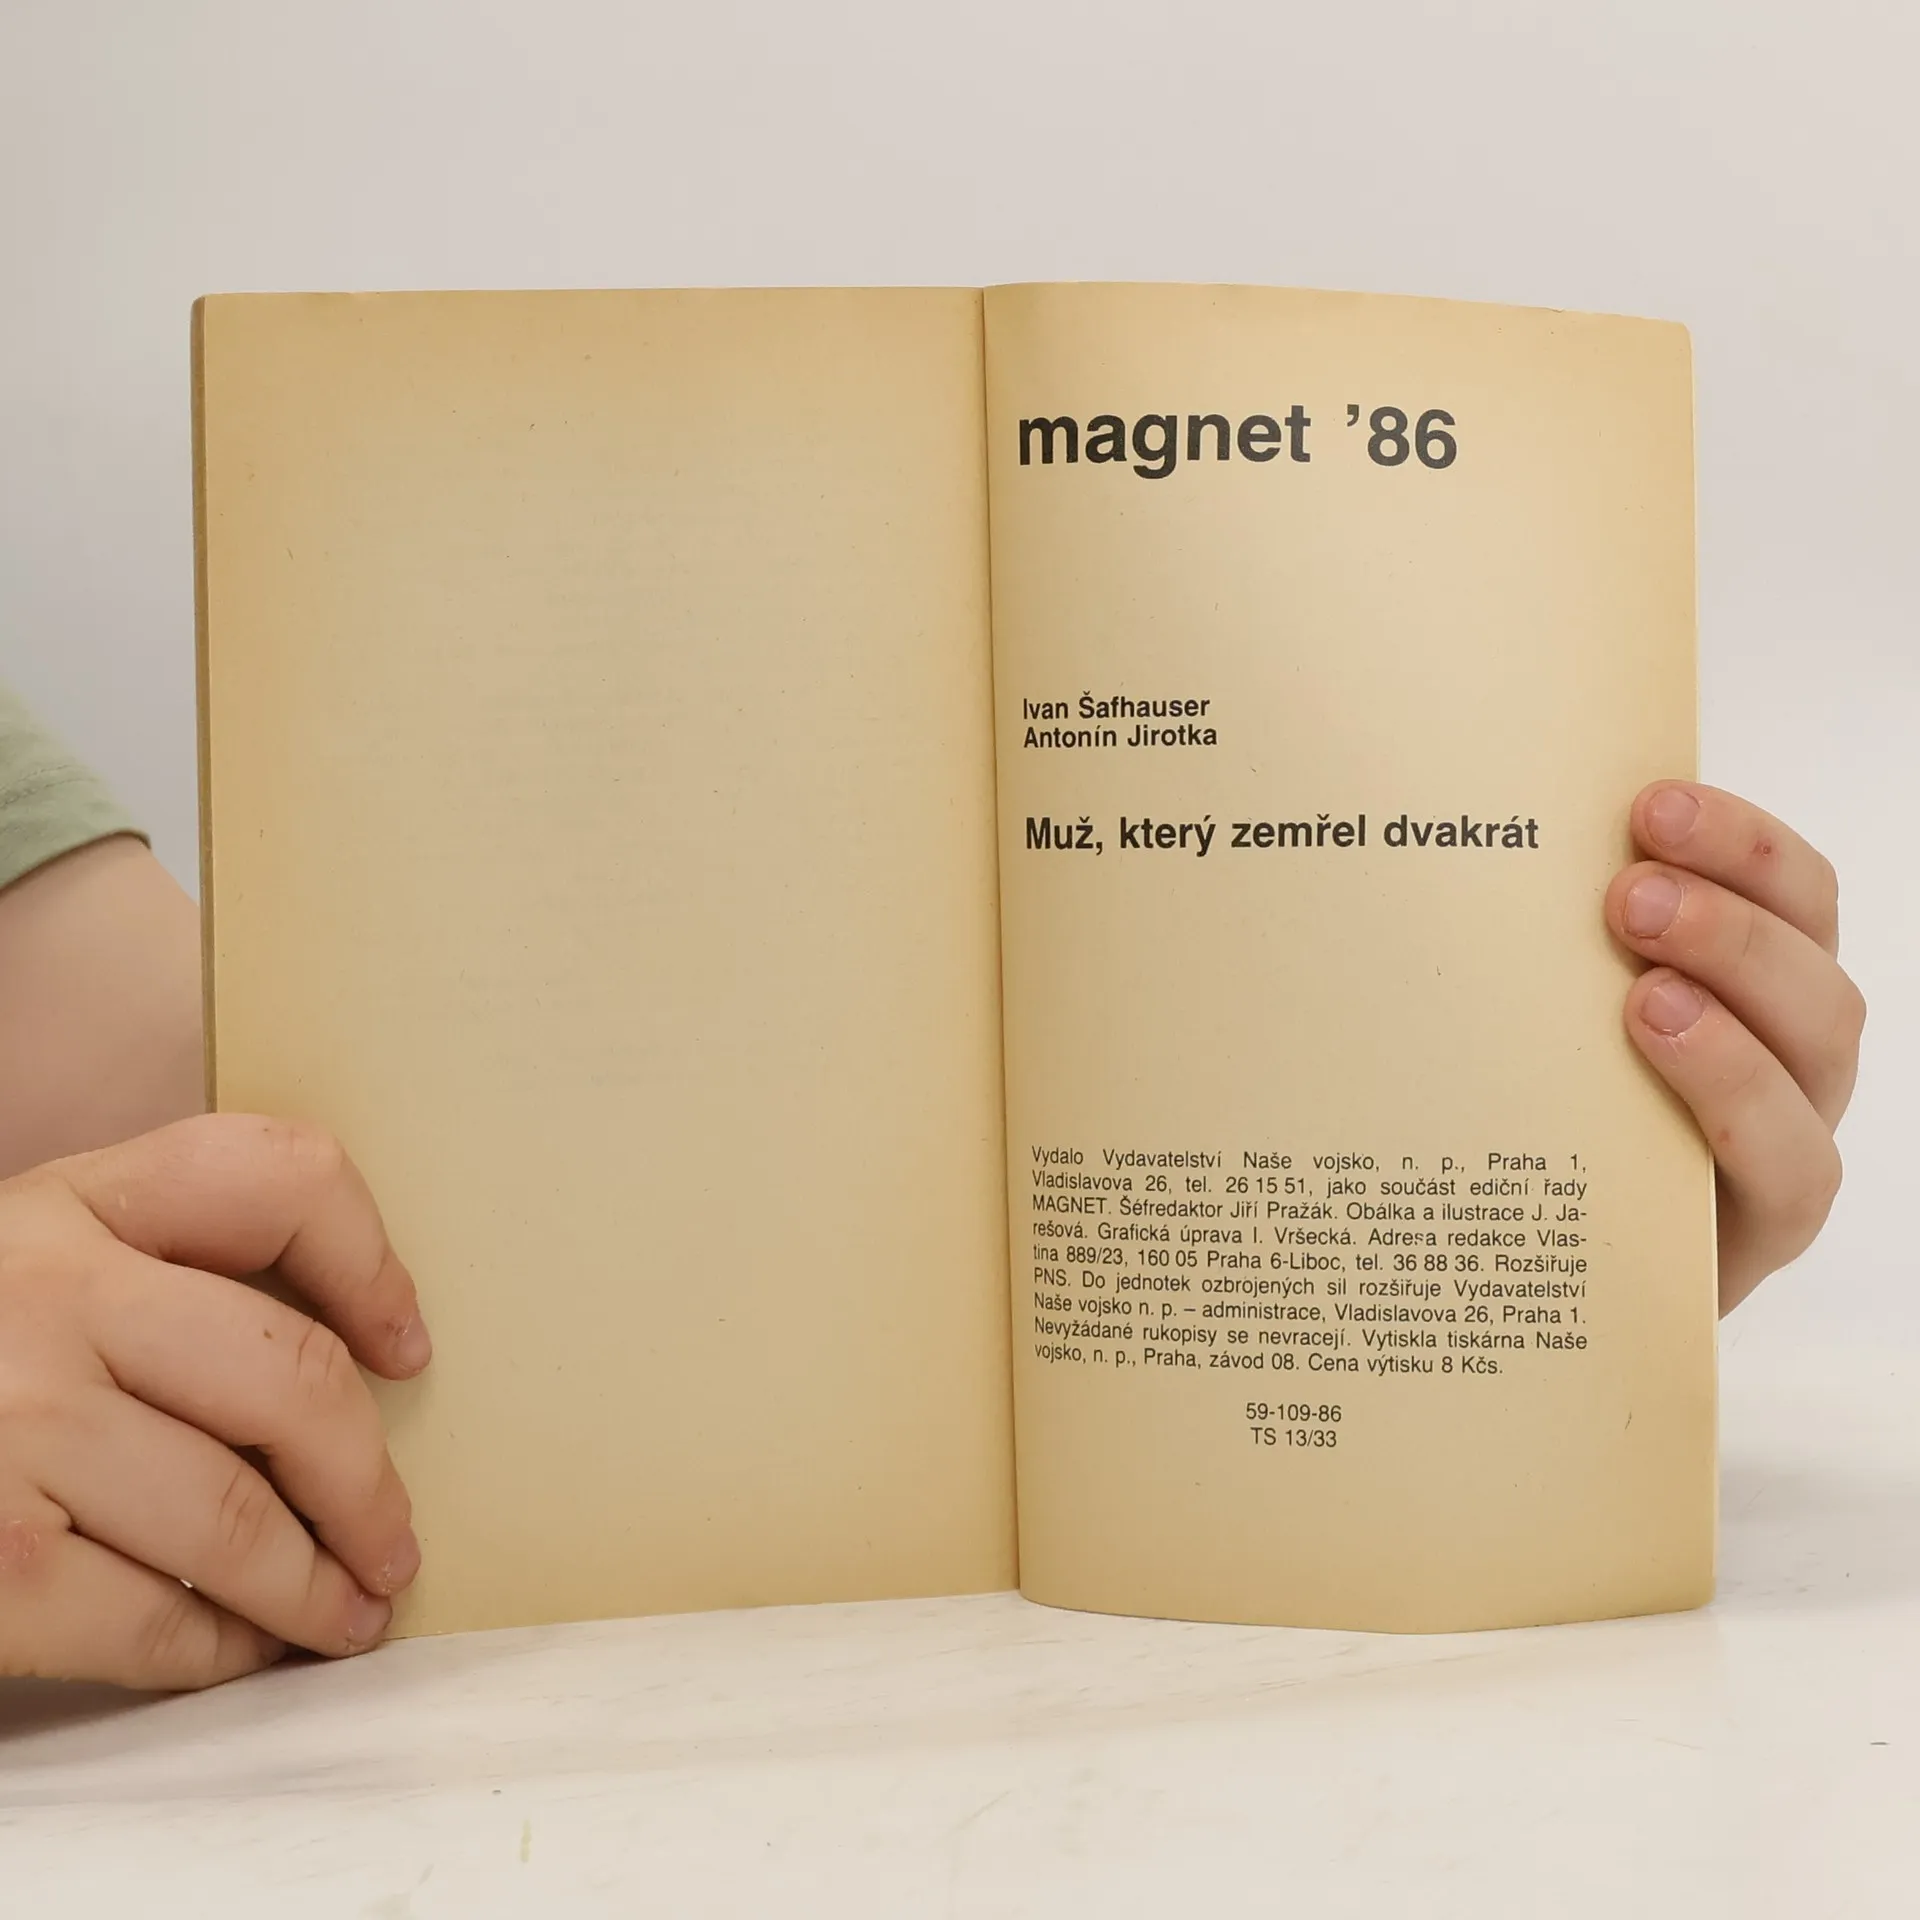 magnet ’86
Ivan Šafhauser
Antonín Jirotka
Muž, který zemřel dvakrát
Vydalo Vydavatelství Naše vojsko, n. p., Praha 1,
Vladislavova 26, tel. 26 15 51, jako součást ediční řady
MAGNET. Šéfredaktor Jiří Pražák. Obálka a ilustrace J. Ja-
rešová. Grafická úprava I. Vršecká. Adresa redakce Vlas-
tina 889/23, 160 05 Praha 6-Liboc, tel. 36 88 36. Rozšiřuje
PNS. Do jednotek ozbrojených sil rozšiřuje Vydavatelství
Naše vojsko n. p. – administrace, Vladislavova 26, Praha 1.
Nevyžádané rukopisy se nevracejí. Vytiskla tiskárna Naše
vojsko, n. p., Praha, závod 08. Cena výtisku 8 Kčs.
59-109-86
TS 13/33